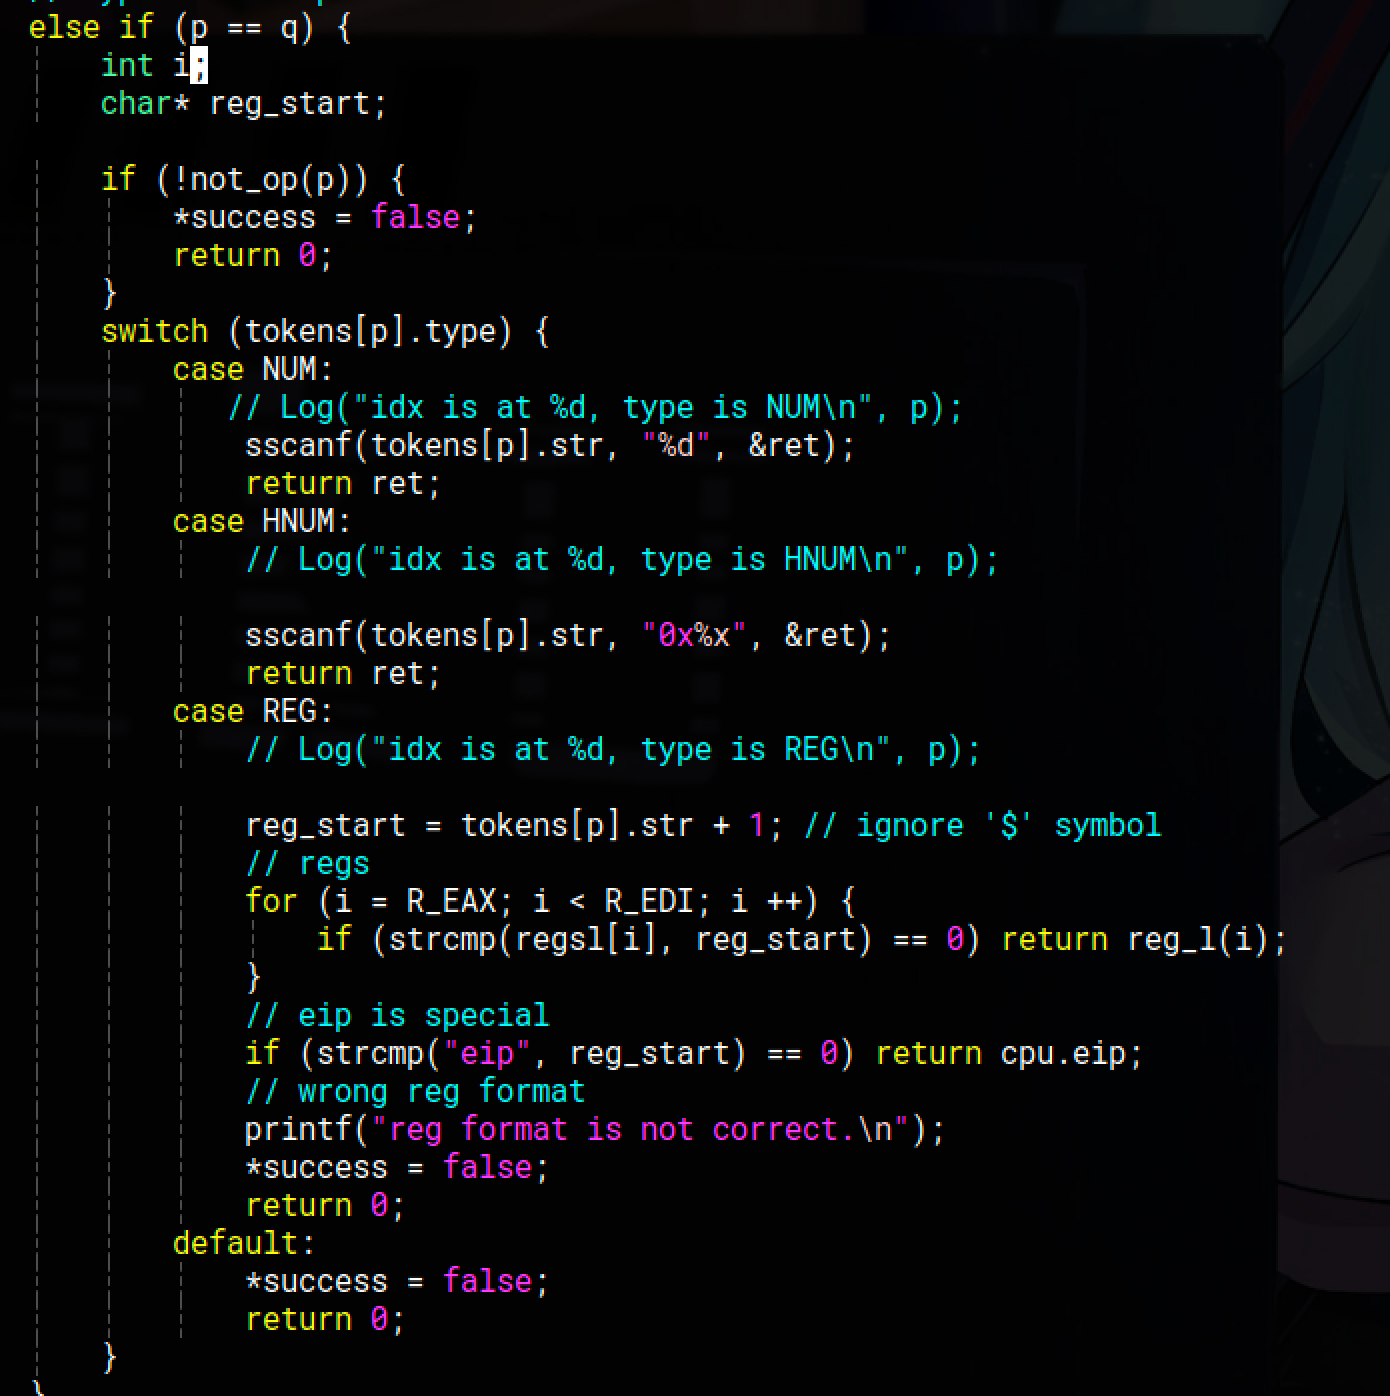 else if (p == q) {
    int i;
    char* reg_start;
    if (!not_op(p)) {
        *success = false;
        return 0;
    }
    switch (tokens[p].type) {
        case NUM:
           // Log("idx is at %d, type is NUM\n", p);
            sscanf(tokens[p].str, "%d", &ret);
            return ret;
        case HNUM:
            // Log("idx is at %d, type is HNUM\n", p);
            sscanf(tokens[p].str, "0x%x", &ret);
            return ret;
        case REG:
            // Log("idx is at %d, type is REG\n", p);
            reg_start = tokens[p].str + 1; // ignore '$' symbol
            // regs
            for (i = R_EAX; i < R_EDI; i ++) {
                if (strcmp(regsl[i], reg_start) == 0) return reg_l(i);
            }
            // eip is special
            if (strcmp("eip", reg_start) == 0) return cpu.eip;
            // wrong reg format
            printf("reg format is not correct.\n");
            *success = false;
            return 0;
        default:
            *success = false;
            return 0;
    }
}